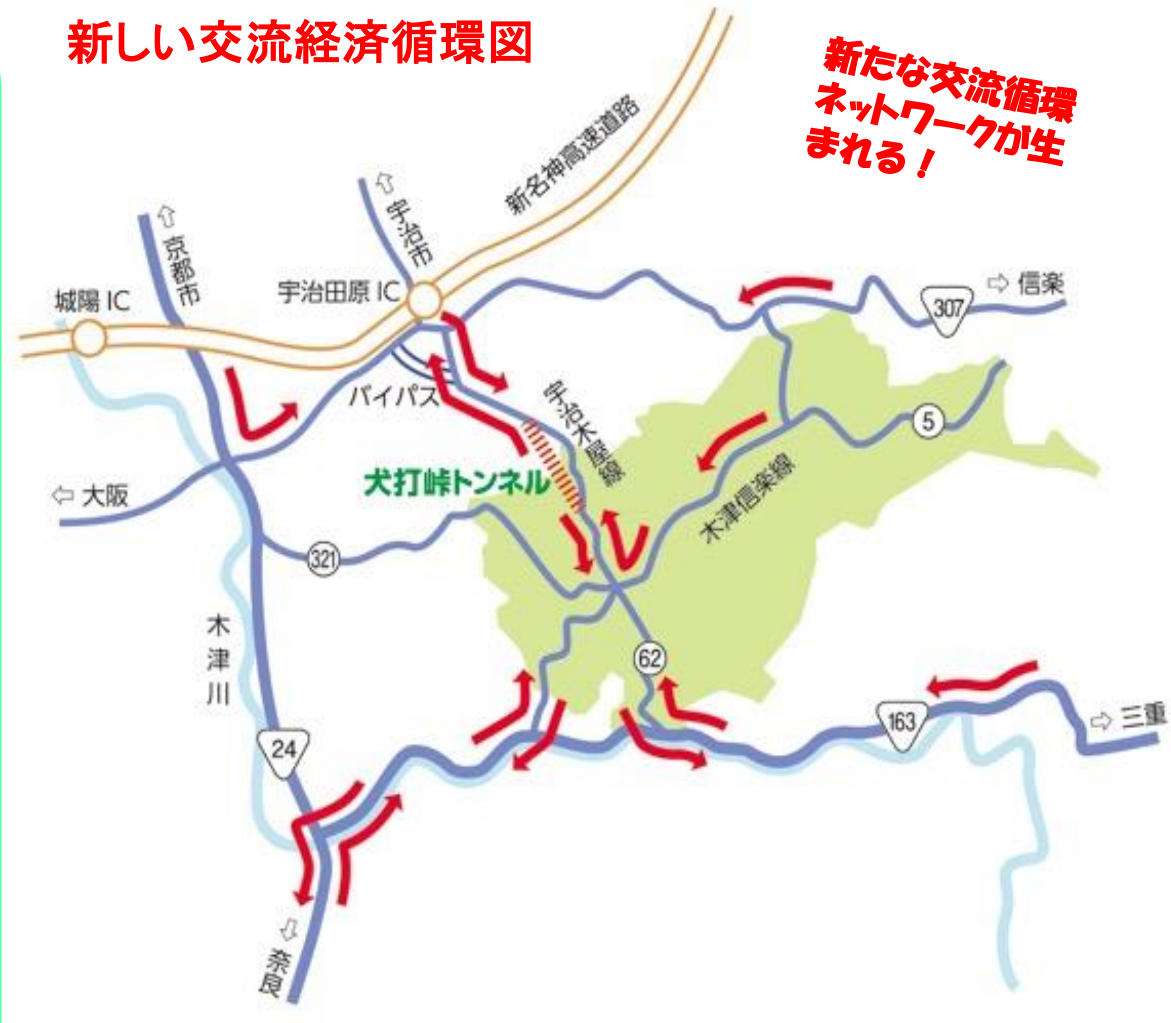 新しい交流経済循環図
新たな交流循環
ネットワークが生
まれる！
新名神高速道路
⇧宇治市
⇧京都市
城陽 IC
宇治田原 IC
⇨ 信楽
307
バイパス
宇治木屋線
5
犬打峠トンネル
⇦ 大阪
木津信楽線
321
木津川
62
163
⇨ 三重
24
⇩奈良